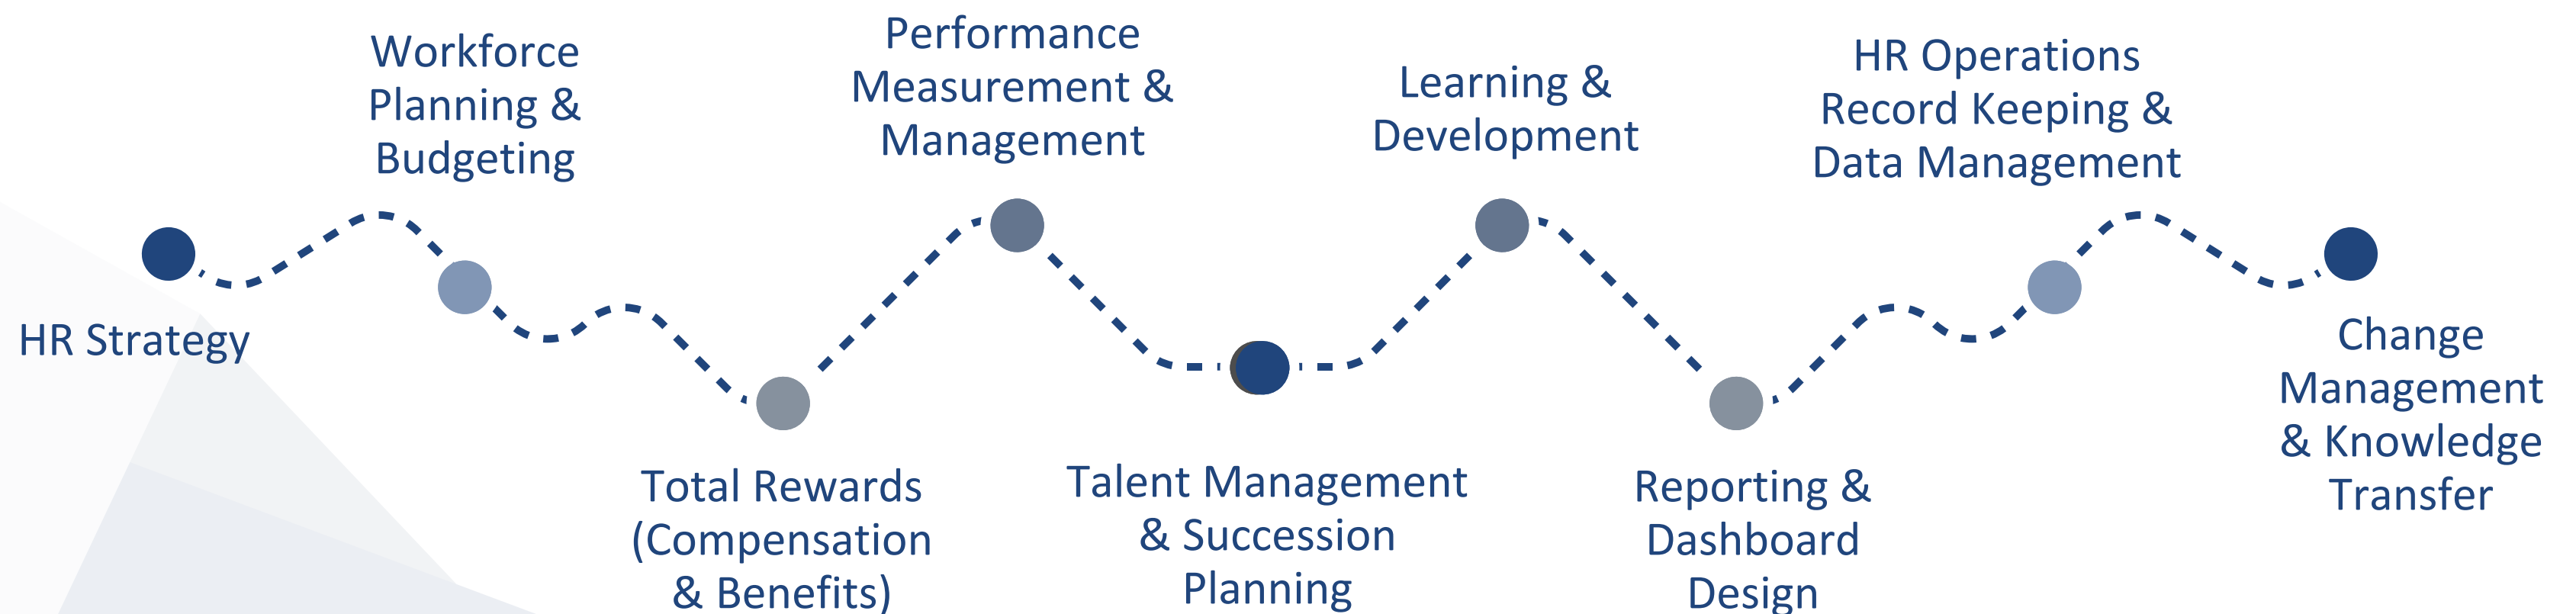 HR Strategy
Workforce
Planning &
Budgeting
Total Rewards
(Compensation
& Benefits)
Performance
Measurement &
Management
Talent Management
& Succession
Planning
Learning &
Development
Reporting &
Dashboard
Design
HR Operations
Record Keeping &
Data Management
Change
Management
& Knowledge
Transfer